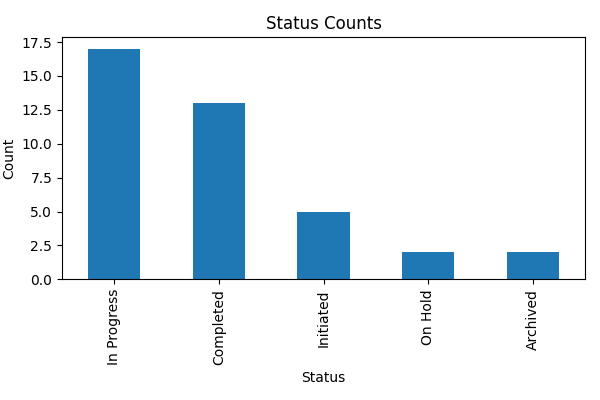 Status Counts
Count
17.5
15.0
12.5
10.0
7.5
5.0
2.5
0.0
In Progress
Completed
Initiated
On Hold
Archived
Status